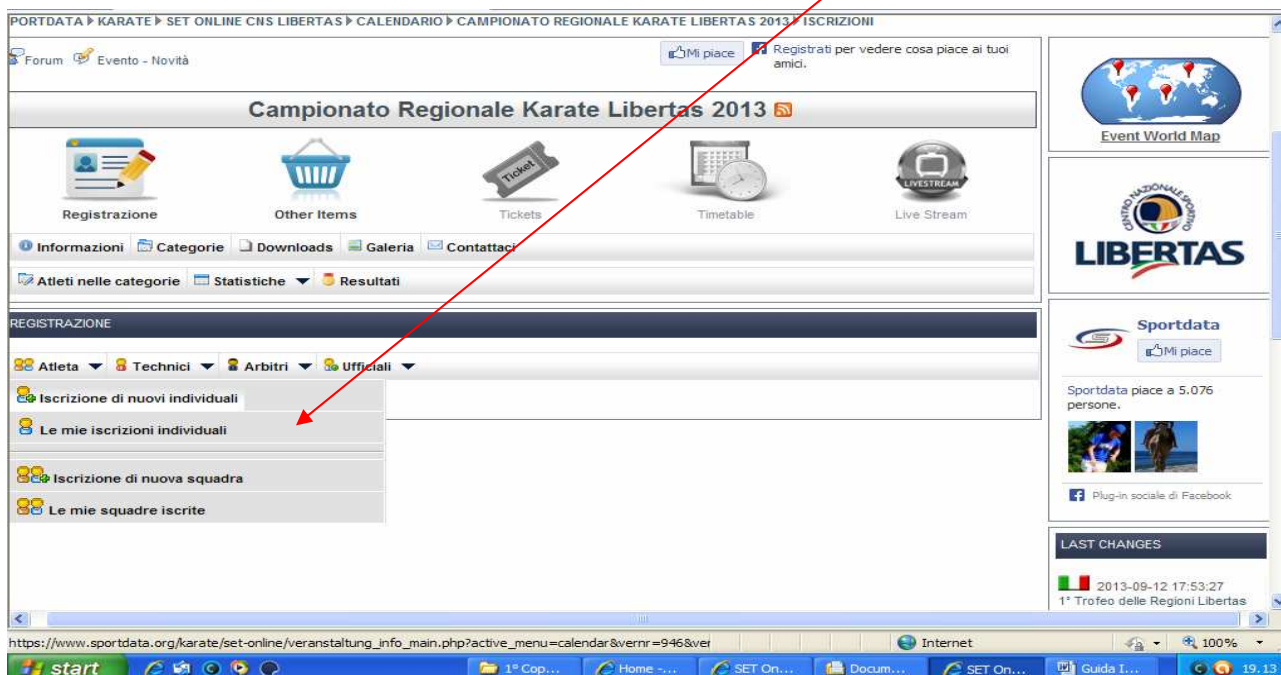 PORTDATA KARATE SET ONLINE CNS LIBERTAS CALENDARIO CAMPIONATO REGIONALE KARATE LIBERTAS 2013 ISCRIZIONI
Forum Evento - Novità
Mi piace
Registrati per vedere cosa piace ai tuoi
amici.
Campionato Regionale Karate Libertas 2013
Ticket
LIVESTREAM
Registrazione Other Items Tickets Timetable Live Stream
Informazioni Categorie Downloads Galeria Contattaci
Atleti nelle categorie Statistiche Resultati
REGISTRAZIONE
Atleta Technici Arbitri Ufficiali
Iscrizione di nuovi individuali
Le mie iscrizioni individuali
Iscrizione di nuova squadra
Le mie squadre iscrite
Event World Map
CENTRO NAZIONALE SPORTIVO
LIBERTAS
Sportdata
Mi piace
Sportdata piace a 5.076
persone.
Plug-in sociale di Facebook
LAST CHANGES
2013-09-12 17:53:27
1° Trofeo delle Regioni Libertas
https://www.sportdata.org/karate/set-online/veranstaltung_info_main.php?active_menu=calendar&vernr=946&ver
Internet
100%
start
1° Cop...
Home -...
SET On...
Docum...
SET On...
Guida I...
19.13